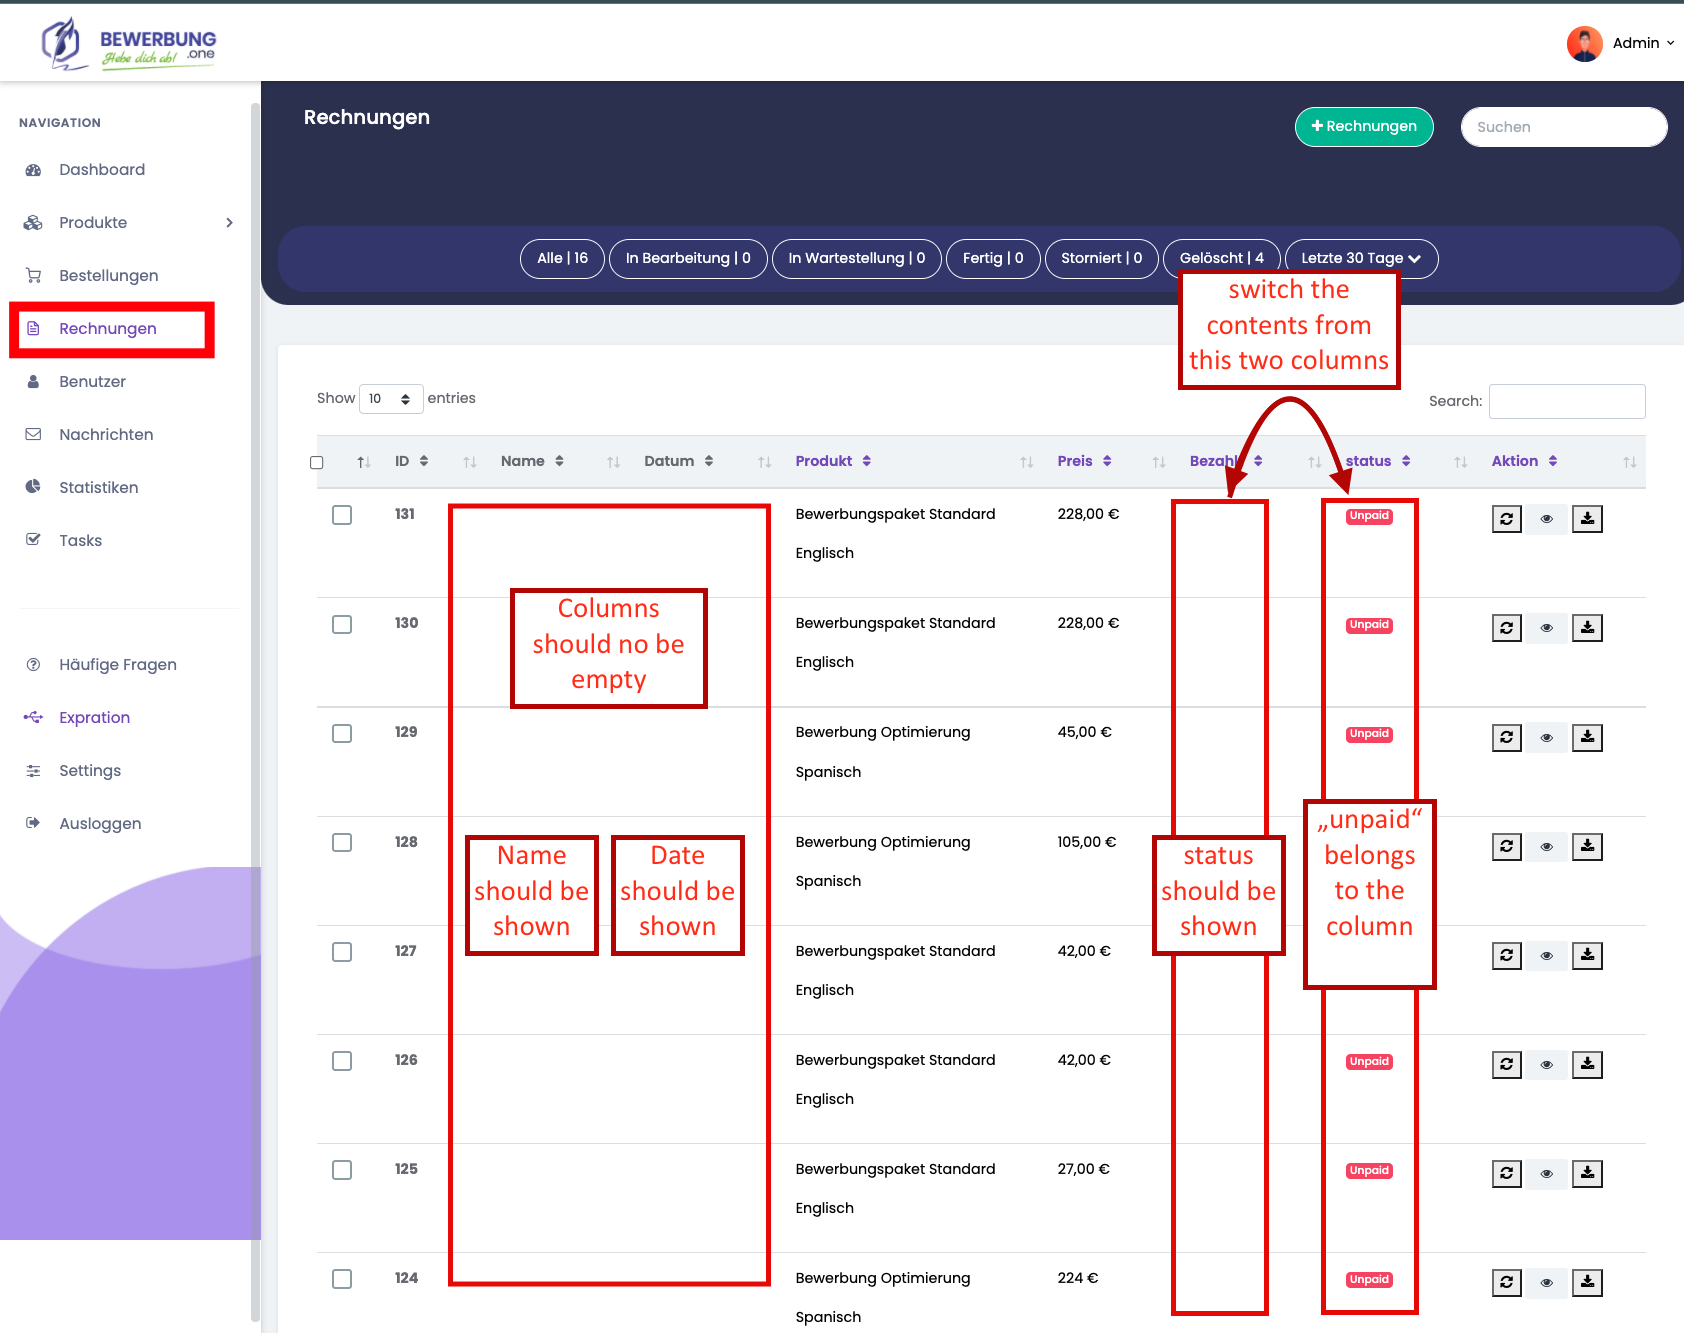 BEWERBUNG
Hebe dich ab! .one
Admin
NAVIGATION
Dashboard
Produkte
Bestellungen
Rechnungen
Benutzer
Nachrichten
Statistiken
Tasks
Häufige Fragen
Expration
Settings
Ausloggen
Rechnungen
+ Rechnungen
Suchen
Alle | 16
In Bearbeitung | 0
In Wartestellung | 0
Fertig | 0
Storniert | 0
Gelöscht | 4
Letzte 30 Tage
switch the
contents from
this two columns
Show 10 entries
Search:
ID Name Datum Produkt Preis Bezahl status Aktion
131 Bewerbungspaket Standard 228,00 € Unpaid
Englisch
130 Bewerbungspaket Standard 228,00 € Unpaid
Englisch
129 Bewerbung Optimierung 45,00 € Unpaid
Spanisch
128 Bewerbung Optimierung 105,00 €
Spanisch
127 Bewerbungspaket Standard 42,00 €
Englisch
126 Bewerbungspaket Standard 42,00 € Unpaid
Englisch
125 Bewerbungspaket Standard 27,00 € Unpaid
Englisch
124 Bewerbung Optimierung 224 € Unpaid
Spanisch
Columns
should no be
empty
Name
should be
shown
Date
should be
shown
status
should be
shown
„unpaid“
belongs
to the
column